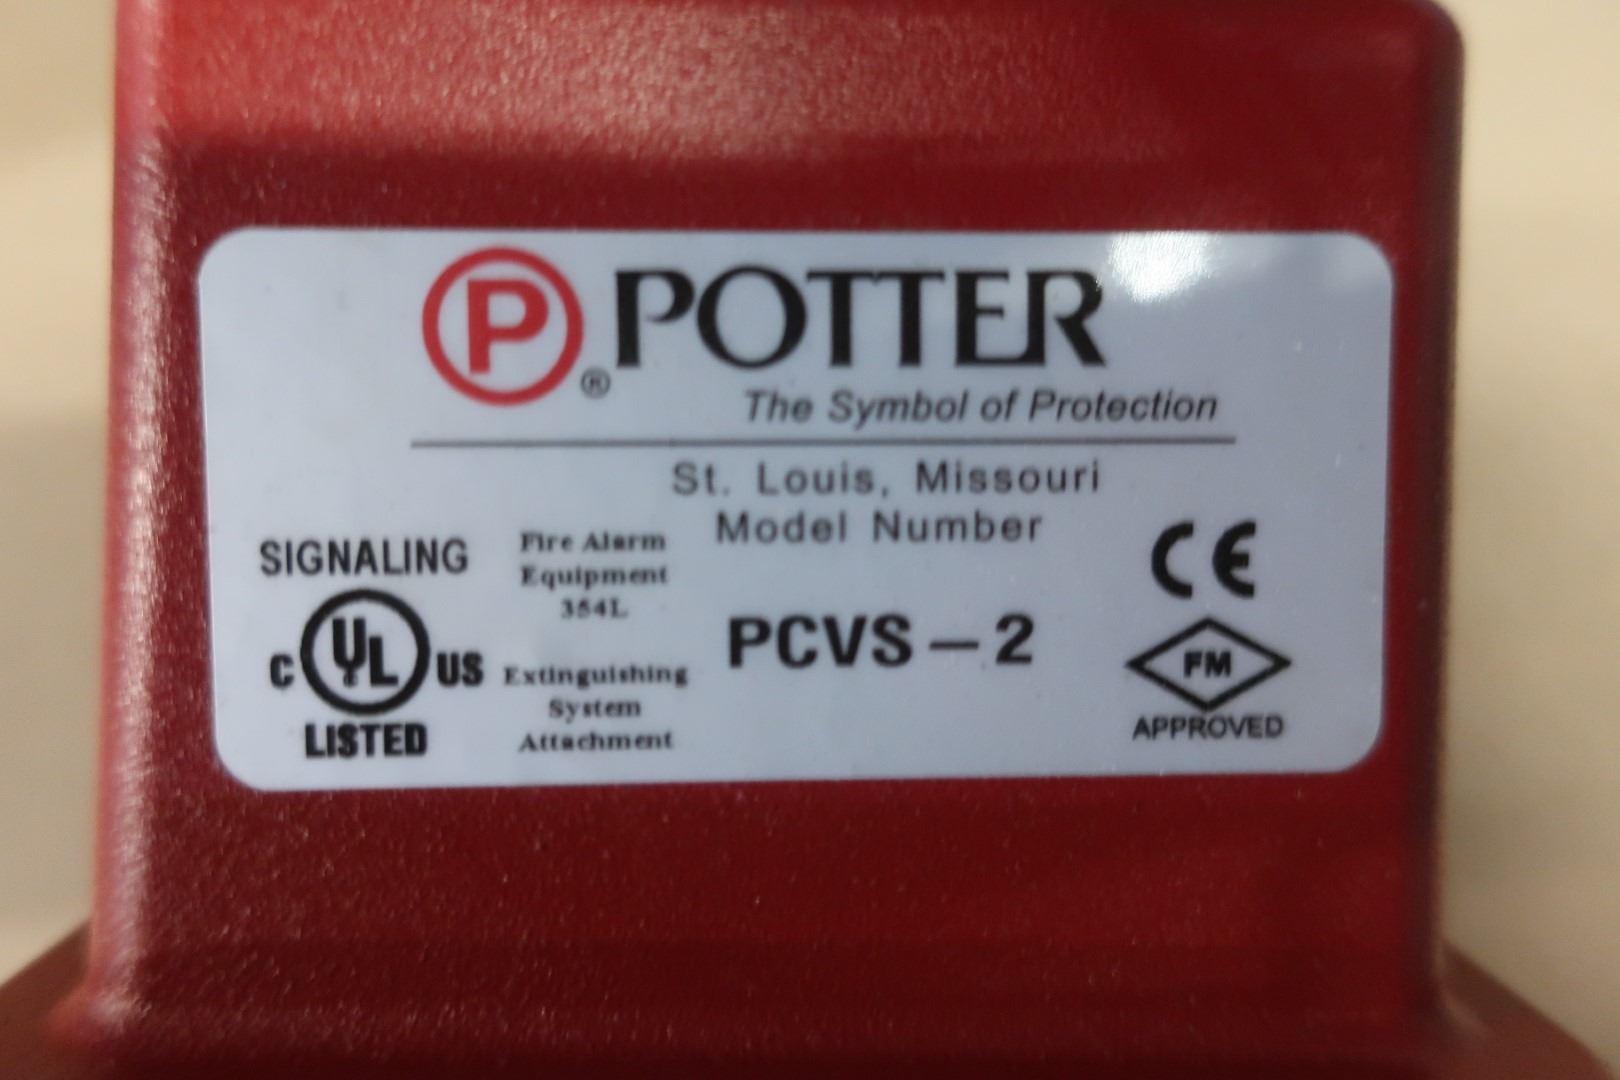 P® POTTER
The Symbol of Protection
St. Louis, Missouri
Model Number
PCVS-2
SIGNALING
C UL US
LISTED
Fire Alarm
Equipment
354L
Extinguishing
System
Attachment
CE
FM
APPROVED